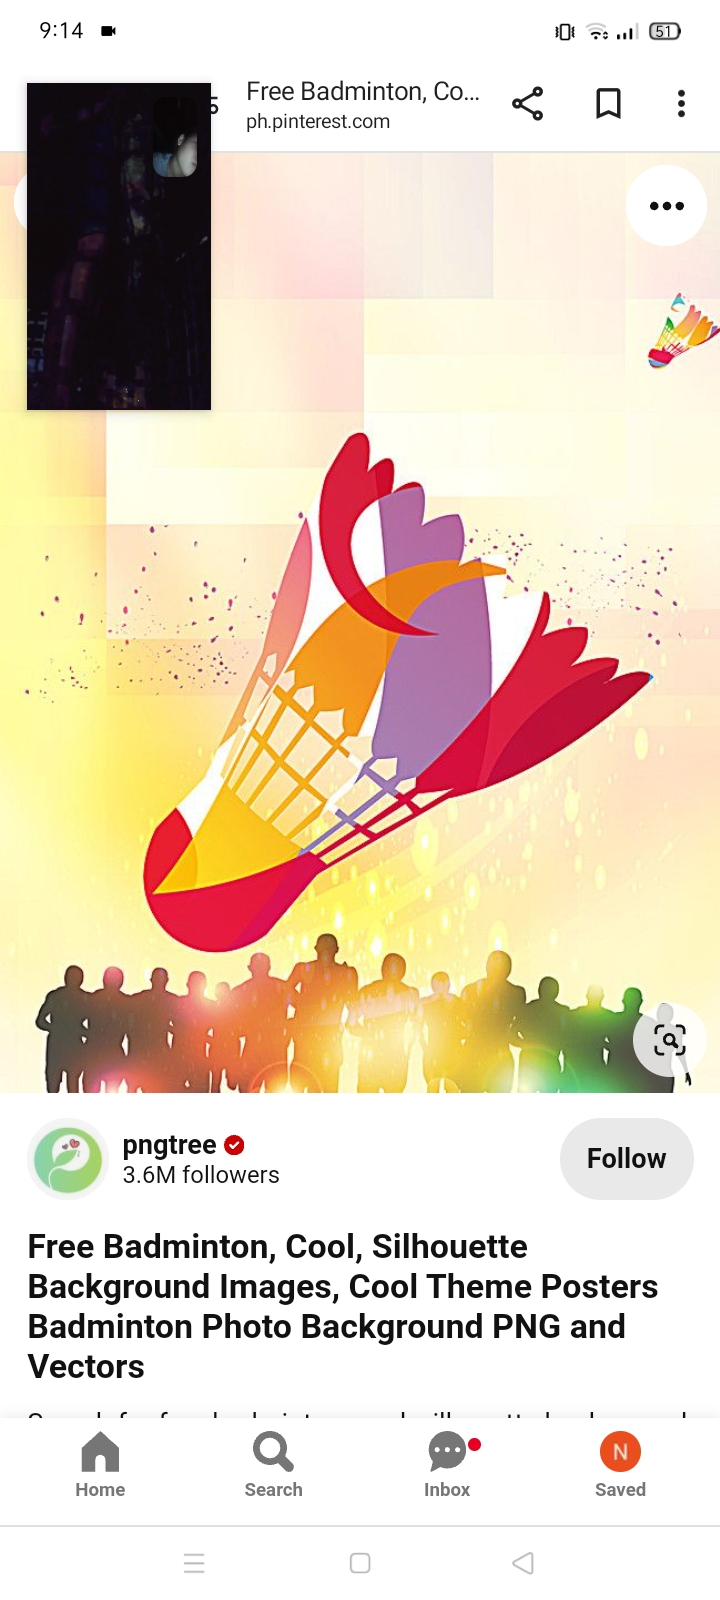 9:14
51
Free Badminton, Co...
ph.pinterest.com
pngtree
3.6M followers
Follow
Free Badminton, Cool, Silhouette
Background Images, Cool Theme Posters
Badminton Photo Background PNG and
Vectors
Home
Search
Inbox
N
Saved